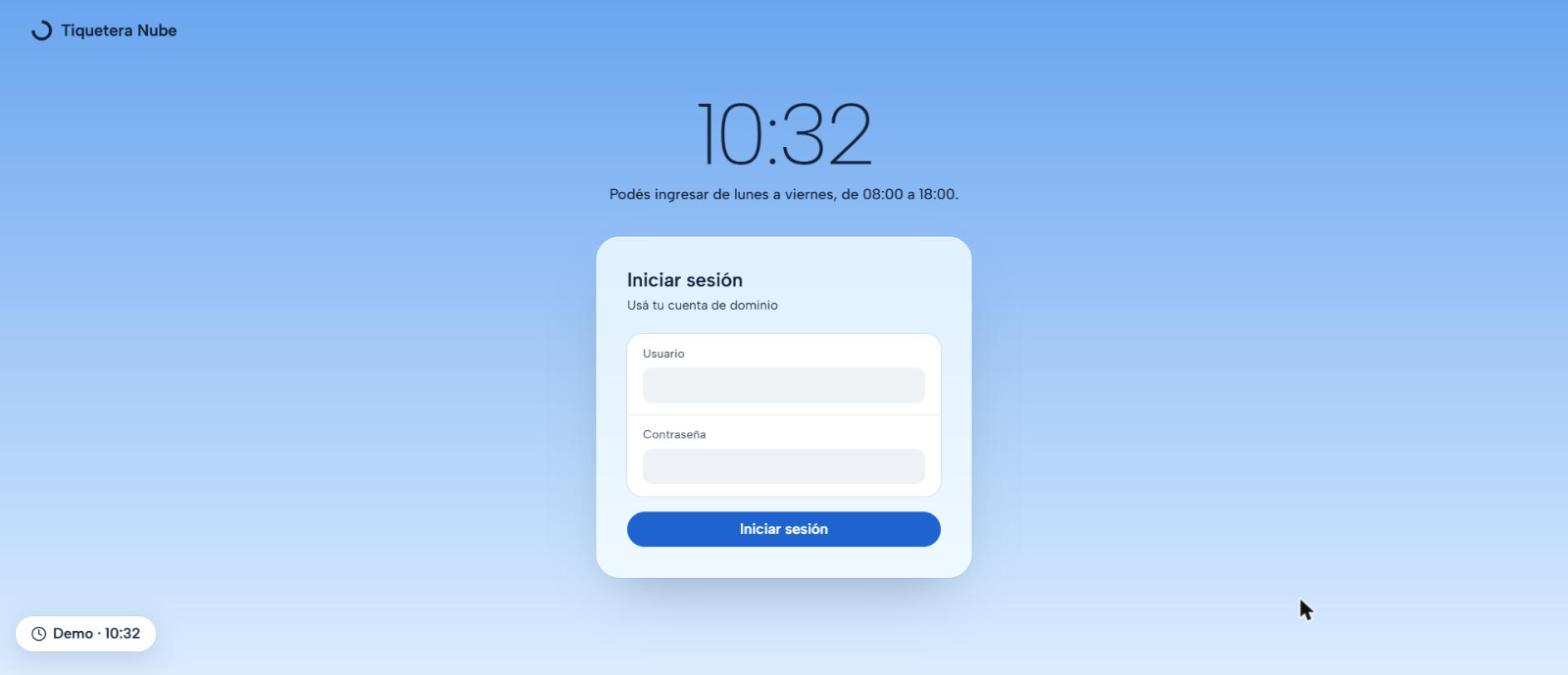 Tiquetera Nube
10:32
Podés ingresar de lunes a viernes, de 08:00 a 18:00.
Iniciar sesión
Usá tu cuenta de dominio
Usuario
Contraseña
Iniciar sesión
Demo · 10:32